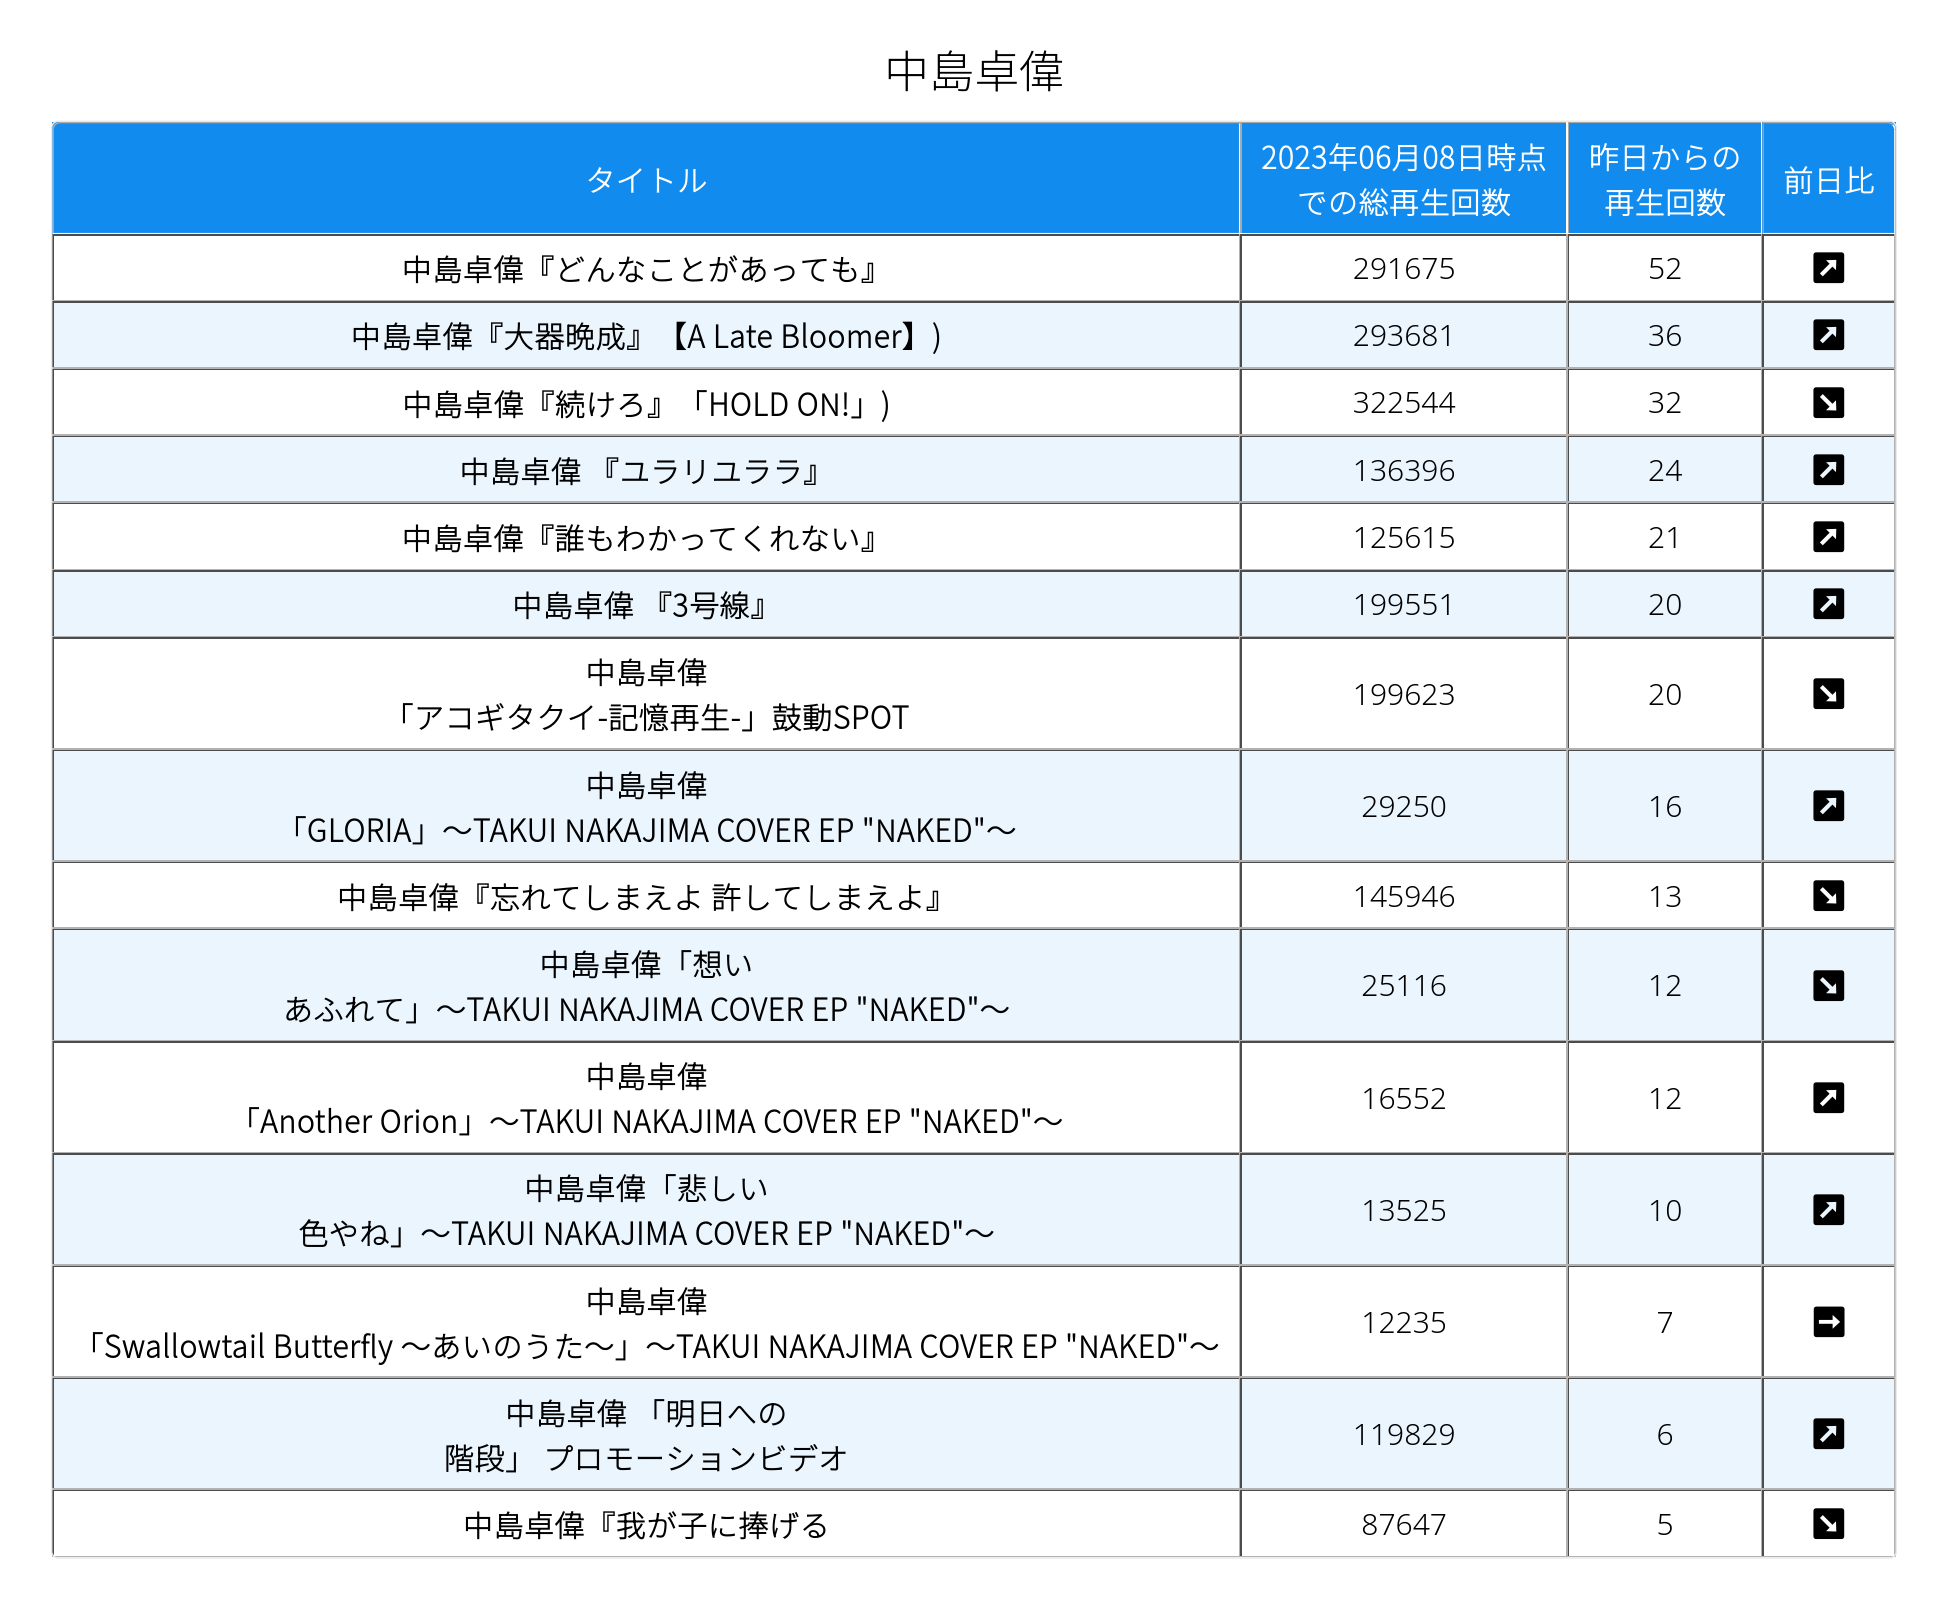 中島卓偉
タイトル
2023年06月08日時点
での総再生回数
昨日からの
再生回数
前日比
中島卓偉『どんなことがあっても』 291675 52
中島卓偉『大器晩成』【A Late Bloomer】) 293681 36
中島卓偉『続けろ』「HOLD ON!」) 322544 32
中島卓偉 『ユラリユララ』 136396 24
中島卓偉『誰もわかってくれない』 125615 21
中島卓偉 『3号線』 199551 20
中島卓偉
「アコギタクイ-記憶再生-」鼓動SPOT 199623 20
中島卓偉
「GLORIA」〜TAKUI NAKAJIMA COVER EP "NAKED"〜 29250 16
中島卓偉『忘れてしまえよ 許してしまえよ』 145946 13
中島卓偉「想い
あふれて」〜TAKUI NAKAJIMA COVER EP "NAKED"〜 25116 12
中島卓偉
「Another Orion」〜TAKUI NAKAJIMA COVER EP "NAKED"〜 16552 12
中島卓偉「悲しい
色やね」〜TAKUI NAKAJIMA COVER EP "NAKED"〜 13525 10
中島卓偉
「Swallowtail Butterfly 〜あいのうた〜」〜TAKUI NAKAJIMA COVER EP "NAKED"〜 12235 7
中島卓偉 「明日への
階段」 プロモーションビデオ 119829 6
中島卓偉『我が子に捧げる 87647 5